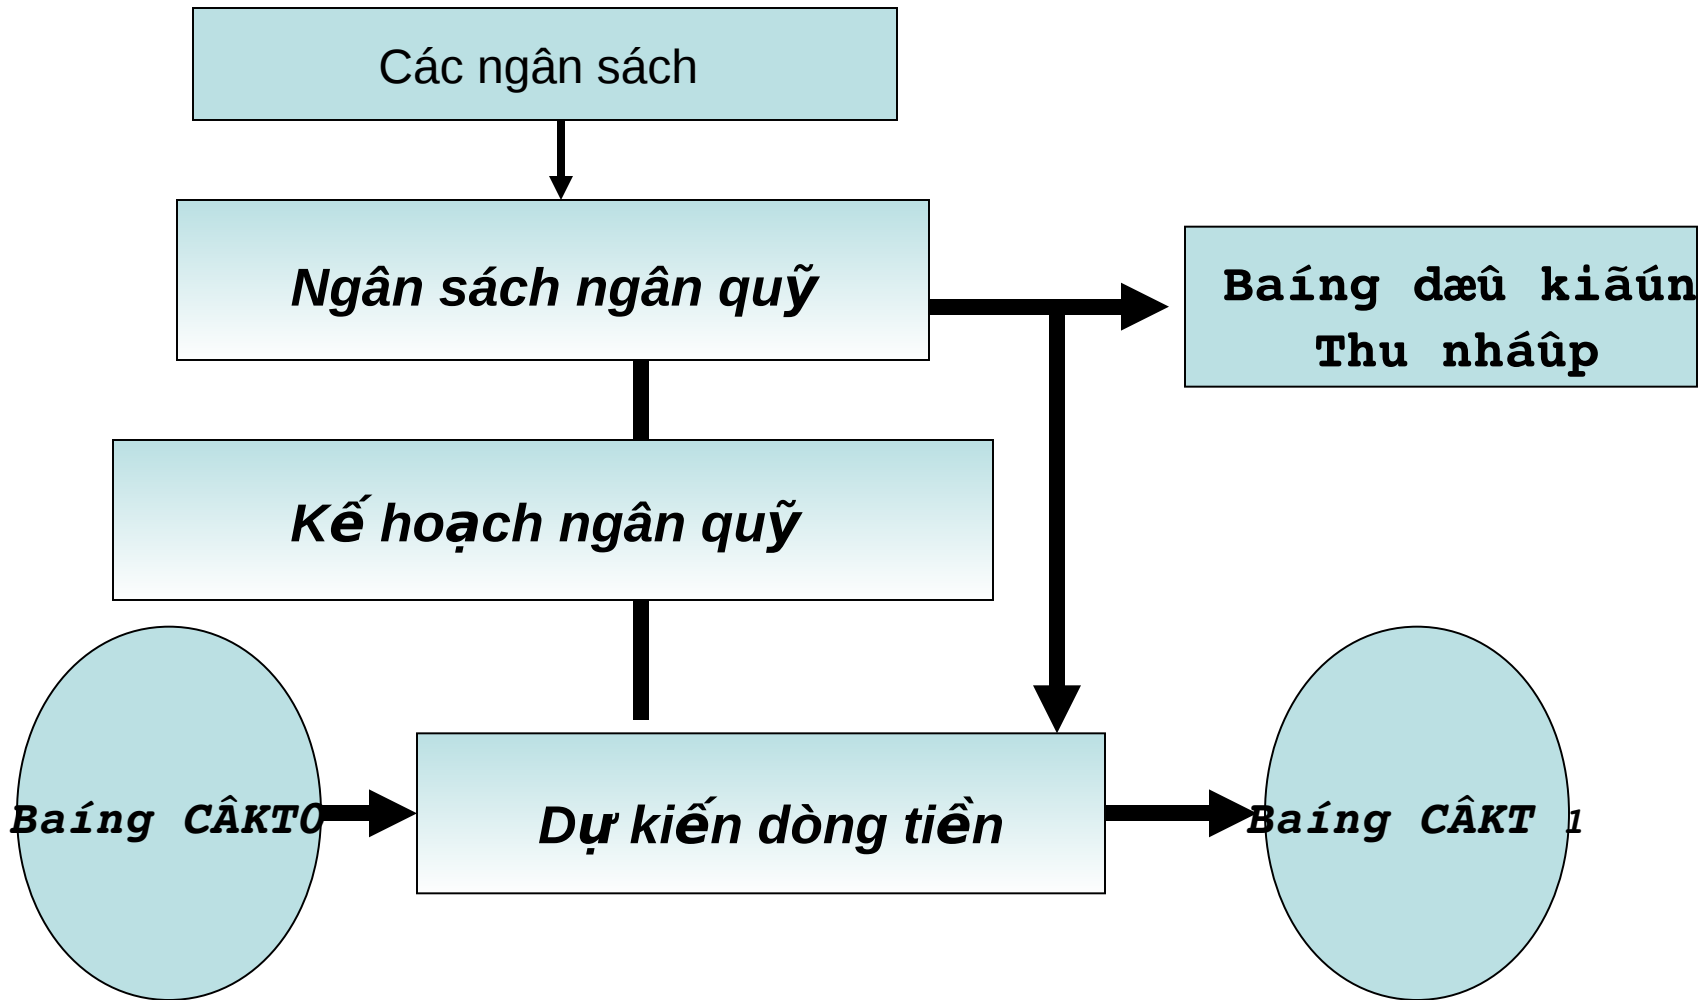 Các ngân sách
Ngân sách ngân quỹ
Baíng dæû kiãún
Thu nháûp
Kế hoạch ngân quỹ
Baíng CÂKT0
Dự kiến dòng tiền
Baíng CÂKT 1